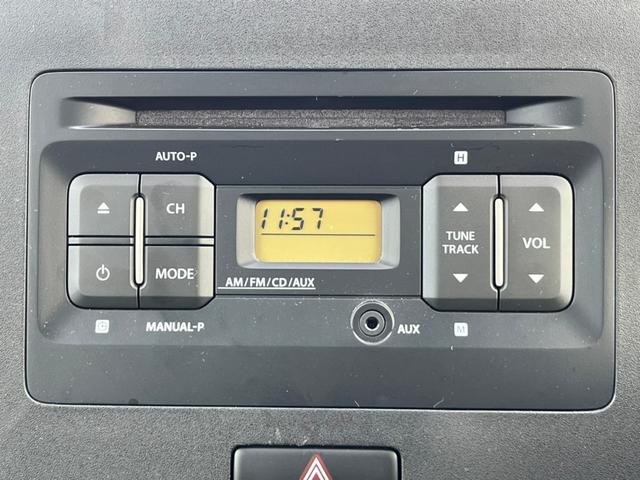 AUTO-P
H
CH
11:57
TUNE
TRACK
VOL
MODE
AM/FM/CD/AUX
MANUAL-P
AUX
M